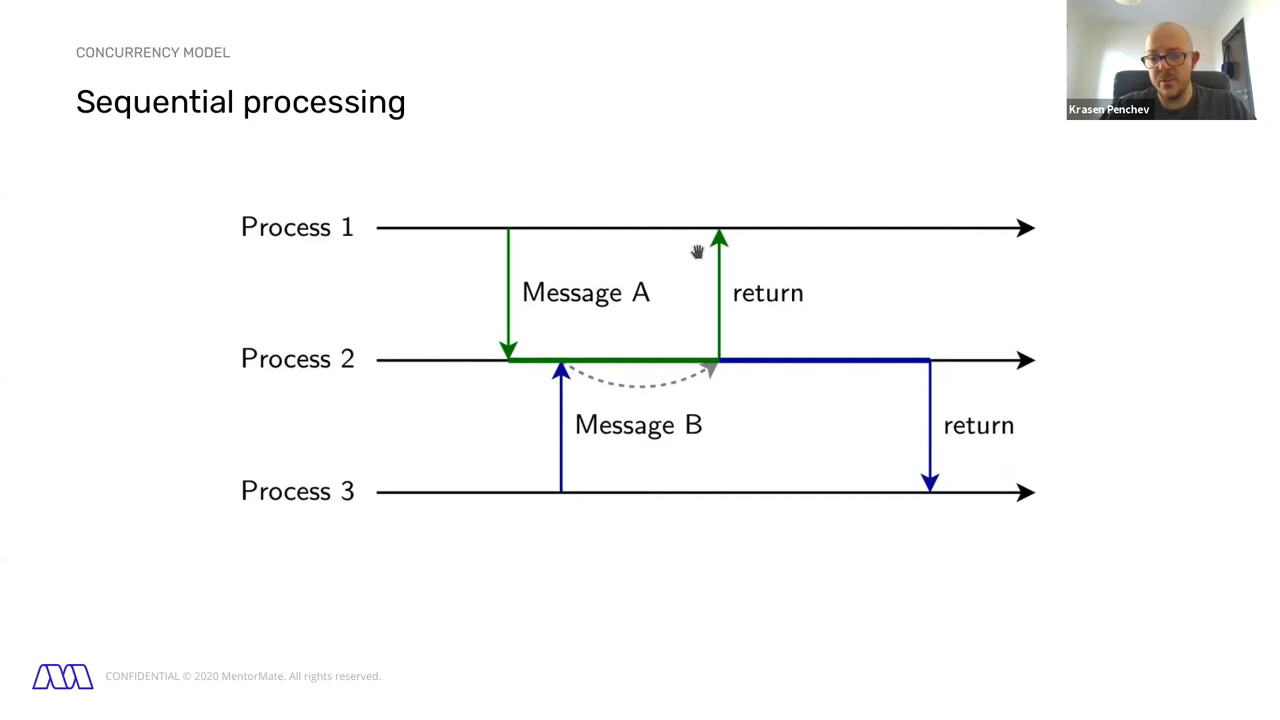 CONCURRENCY MODEL
Sequential processing
Krasen Penchev
Process 1
Message A
return
Process 2
Message B
return
Process 3
CONFIDENTIAL © 2020 MentorMate. All rights reserved.